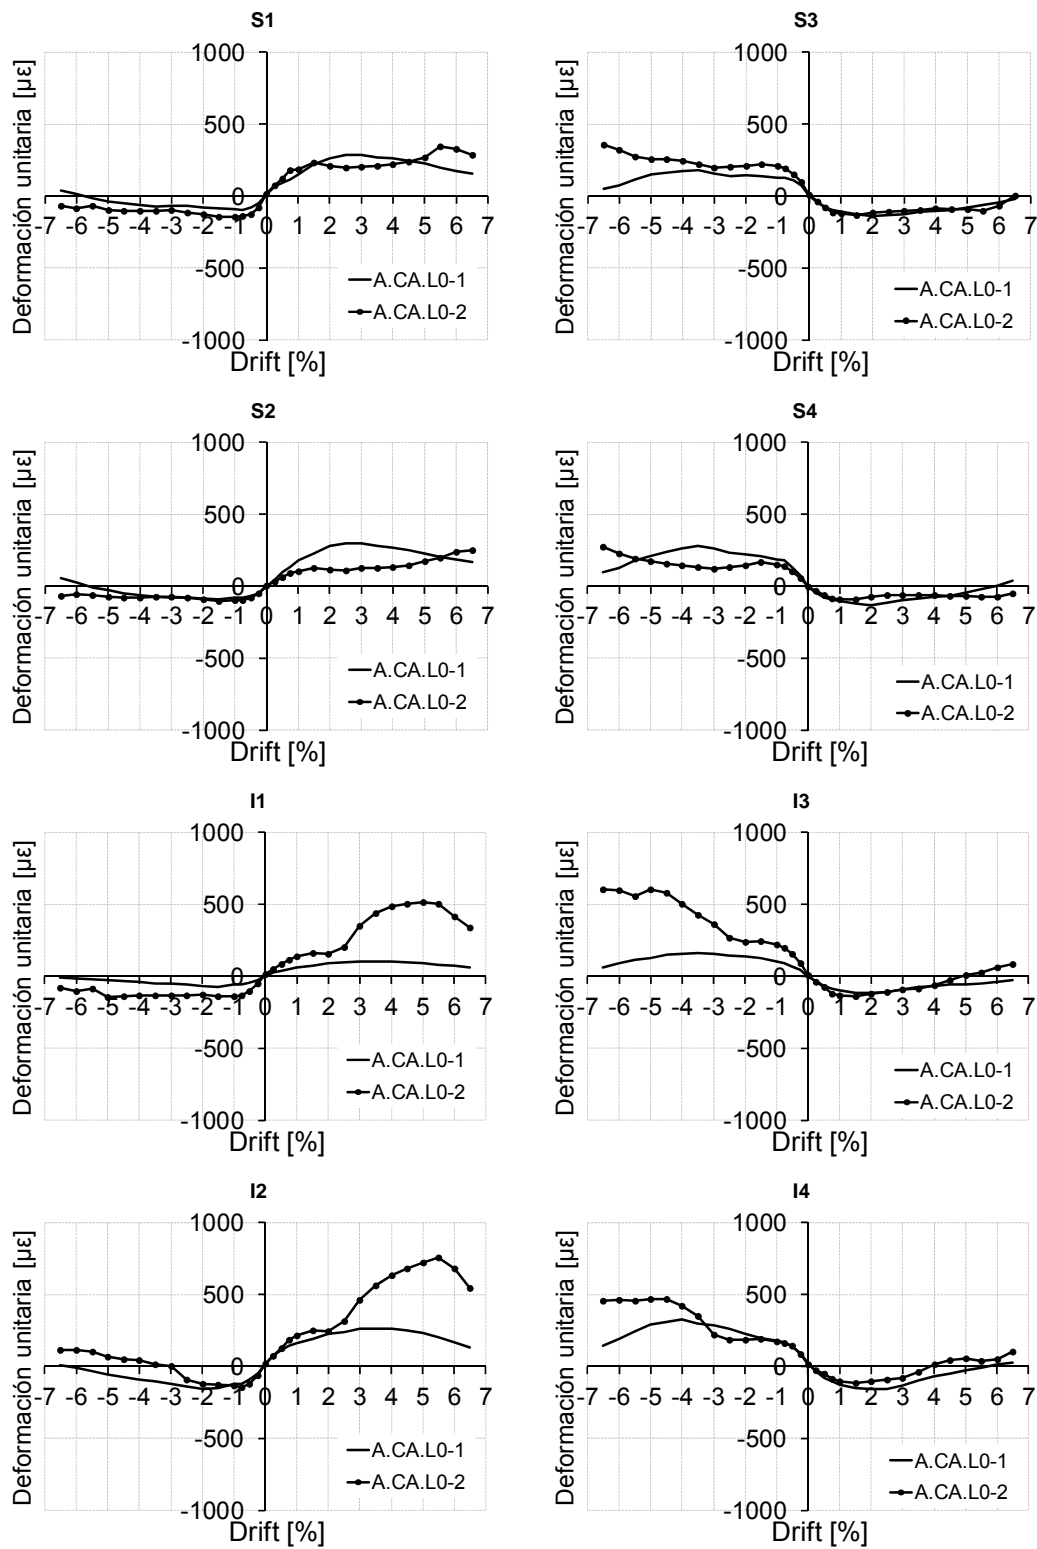 S1
Deformación unitaria [µε]
1000
500
0
-500
-1000
-7 -6 -5 -4 -3 -2 -1 0 1 2 3 4 5 6 7
A.CA.L0-1
A.CA.L0-2
Drift [%]
S3
Deformación unitaria [µε]
1000
500
0
-500
-1000
-7 -6 -5 -4 -3 -2 -1 0 1 2 3 4 5 6 7
A.CA.L0-1
A.CA.L0-2
Drift [%]
S2
Deformación unitaria [µε]
1000
500
0
-500
-1000
-7 -6 -5 -4 -3 -2 -1 0 1 2 3 4 5 6 7
A.CA.L0-1
A.CA.L0-2
Drift [%]
S4
Deformación unitaria [µε]
1000
500
0
-500
-1000
-7 -6 -5 -4 -3 -2 -1 0 1 2 3 4 5 6 7
A.CA.L0-1
A.CA.L0-2
Drift [%]
I1
Deformación unitaria [µε]
1000
500
0
-500
-1000
-7 -6 -5 -4 -3 -2 -1 0 1 2 3 4 5 6 7
A.CA.L0-1
A.CA.L0-2
Drift [%]
I3
Deformación unitaria [µε]
1000
500
0
-500
-1000
-7 -6 -5 -4 -3 -2 -1 0 1 2 3 4 5 6 7
A.CA.L0-1
A.CA.L0-2
Drift [%]
I2
Deformación unitaria [µε]
1000
500
0
-500
-1000
-7 -6 -5 -4 -3 -2 -1 0 1 2 3 4 5 6 7
A.CA.L0-1
A.CA.L0-2
Drift [%]
I4
Deformación unitaria [µε]
1000
500
0
-500
-1000
-7 -6 -5 -4 -3 -2 -1 0 1 2 3 4 5 6 7
A.CA.L0-1
A.CA.L0-2
Drift [%]